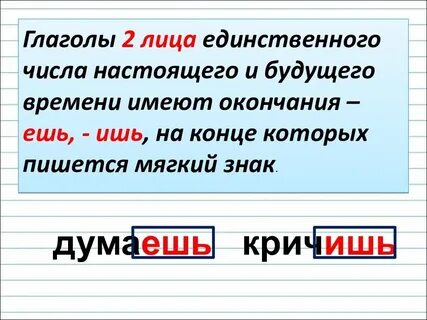 Глаголы 2 лица единственного
числа настоящего и будущего
времени имеют окончания –
ешь, - ишь, на конце которых
пишется мягкий знак.
думаешь кричишь